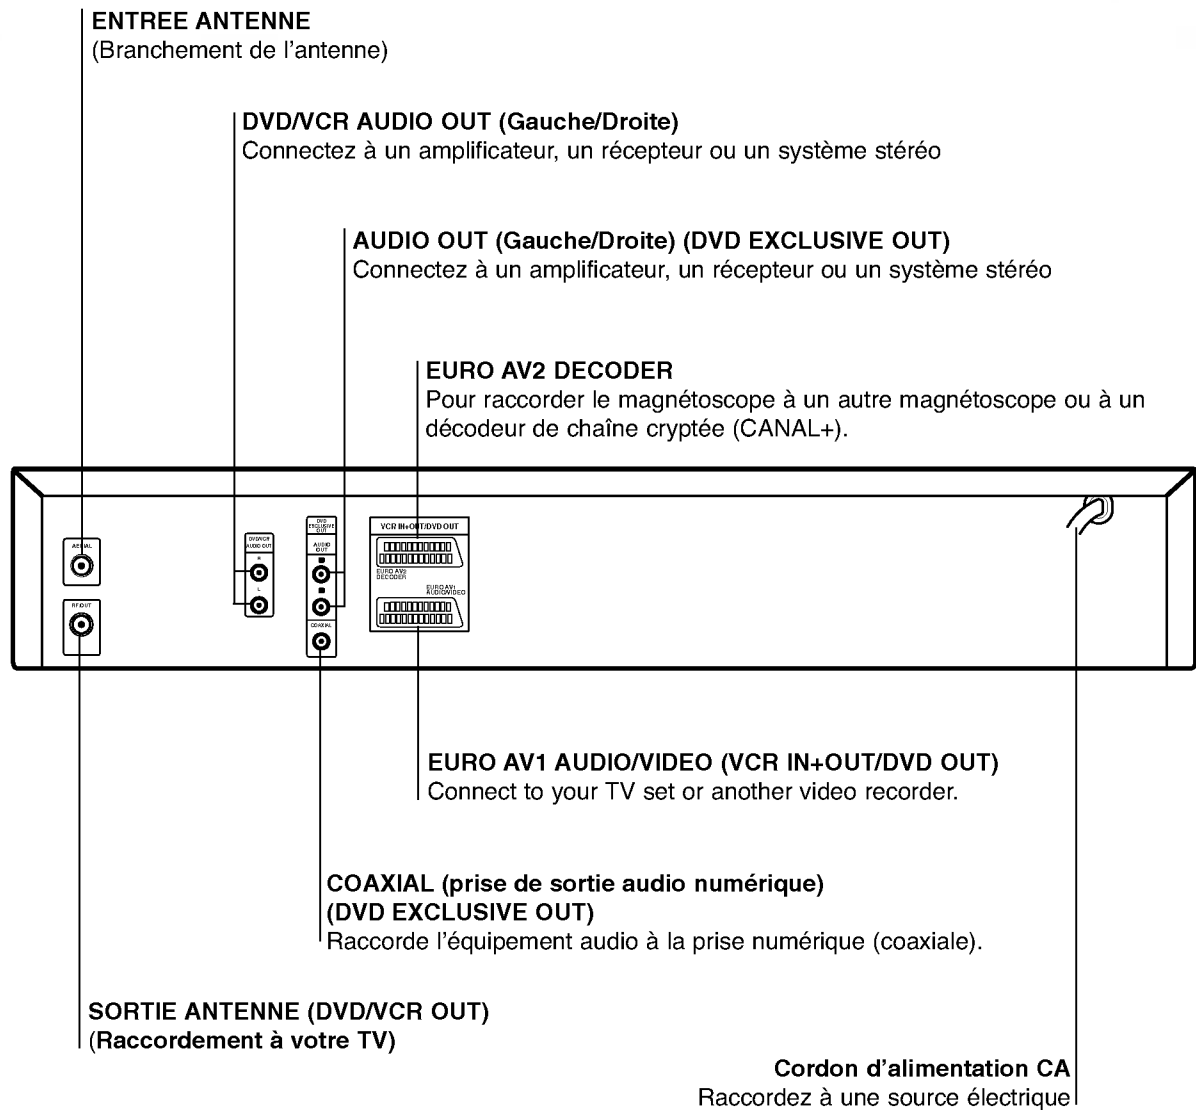 ENTREE ANTENNE
(Branchement de l'antenne)
DVD/VCR AUDIO OUT (Gauche/Droite)
Connectez à un amplificateur, un récepteur ou un système stéréo
AUDIO OUT (Gauche/Droite) (DVD EXCLUSIVE OUT)
Connectez à un amplificateur, un récepteur ou un système stéréo
EURO AV2 DECODER
Pour raccorder le magnétoscope à un autre magnétoscope ou à un
décodeur de chaîne cryptée (CANAL+).
AERIAL
RF.OUT
DVD/VCR
AUDIO OUT
R
L
DVD
EXCLUSIVE
OUT
AUDIO
OUT
COAXIAL
VCR IN+OUT/DVD OUT
EURO AV2
DECODER
EURO AV1
AUDIO/VIDEO
EURO AV1 AUDIO/VIDEO (VCR IN+OUT/DVD OUT)
Connect to your TV set or another video recorder.
COAXIAL (prise de sortie audio numérique)
(DVD EXCLUSIVE OUT)
Raccorde l'équipement audio à la prise numérique (coaxiale).
SORTIE ANTENNE (DVD/VCR OUT)
(Raccordement à votre TV)
Cordon d'alimentation CA
Raccordez à une source électrique